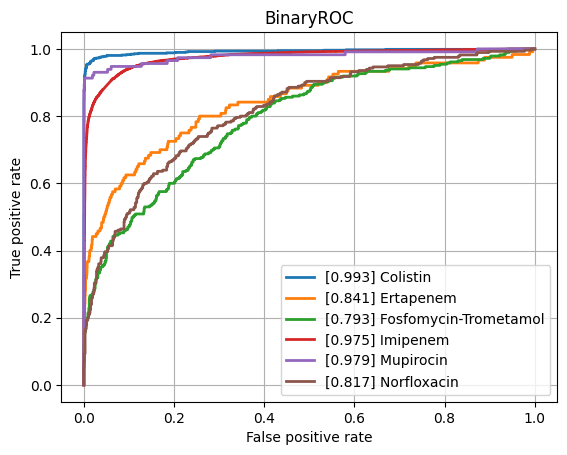 BinaryROC
True positive rate
1.0
0.8
0.6
0.4
0.2
0.0
[0.993] Colistin
[0.841] Ertapenem
[0.793] Fosfomycin-Trometamol
[0.975] Imipenem
[0.979] Mupirocin
[0.817] Norfloxacin
0.0 0.2 0.4 0.6 0.8 1.0
False positive rate